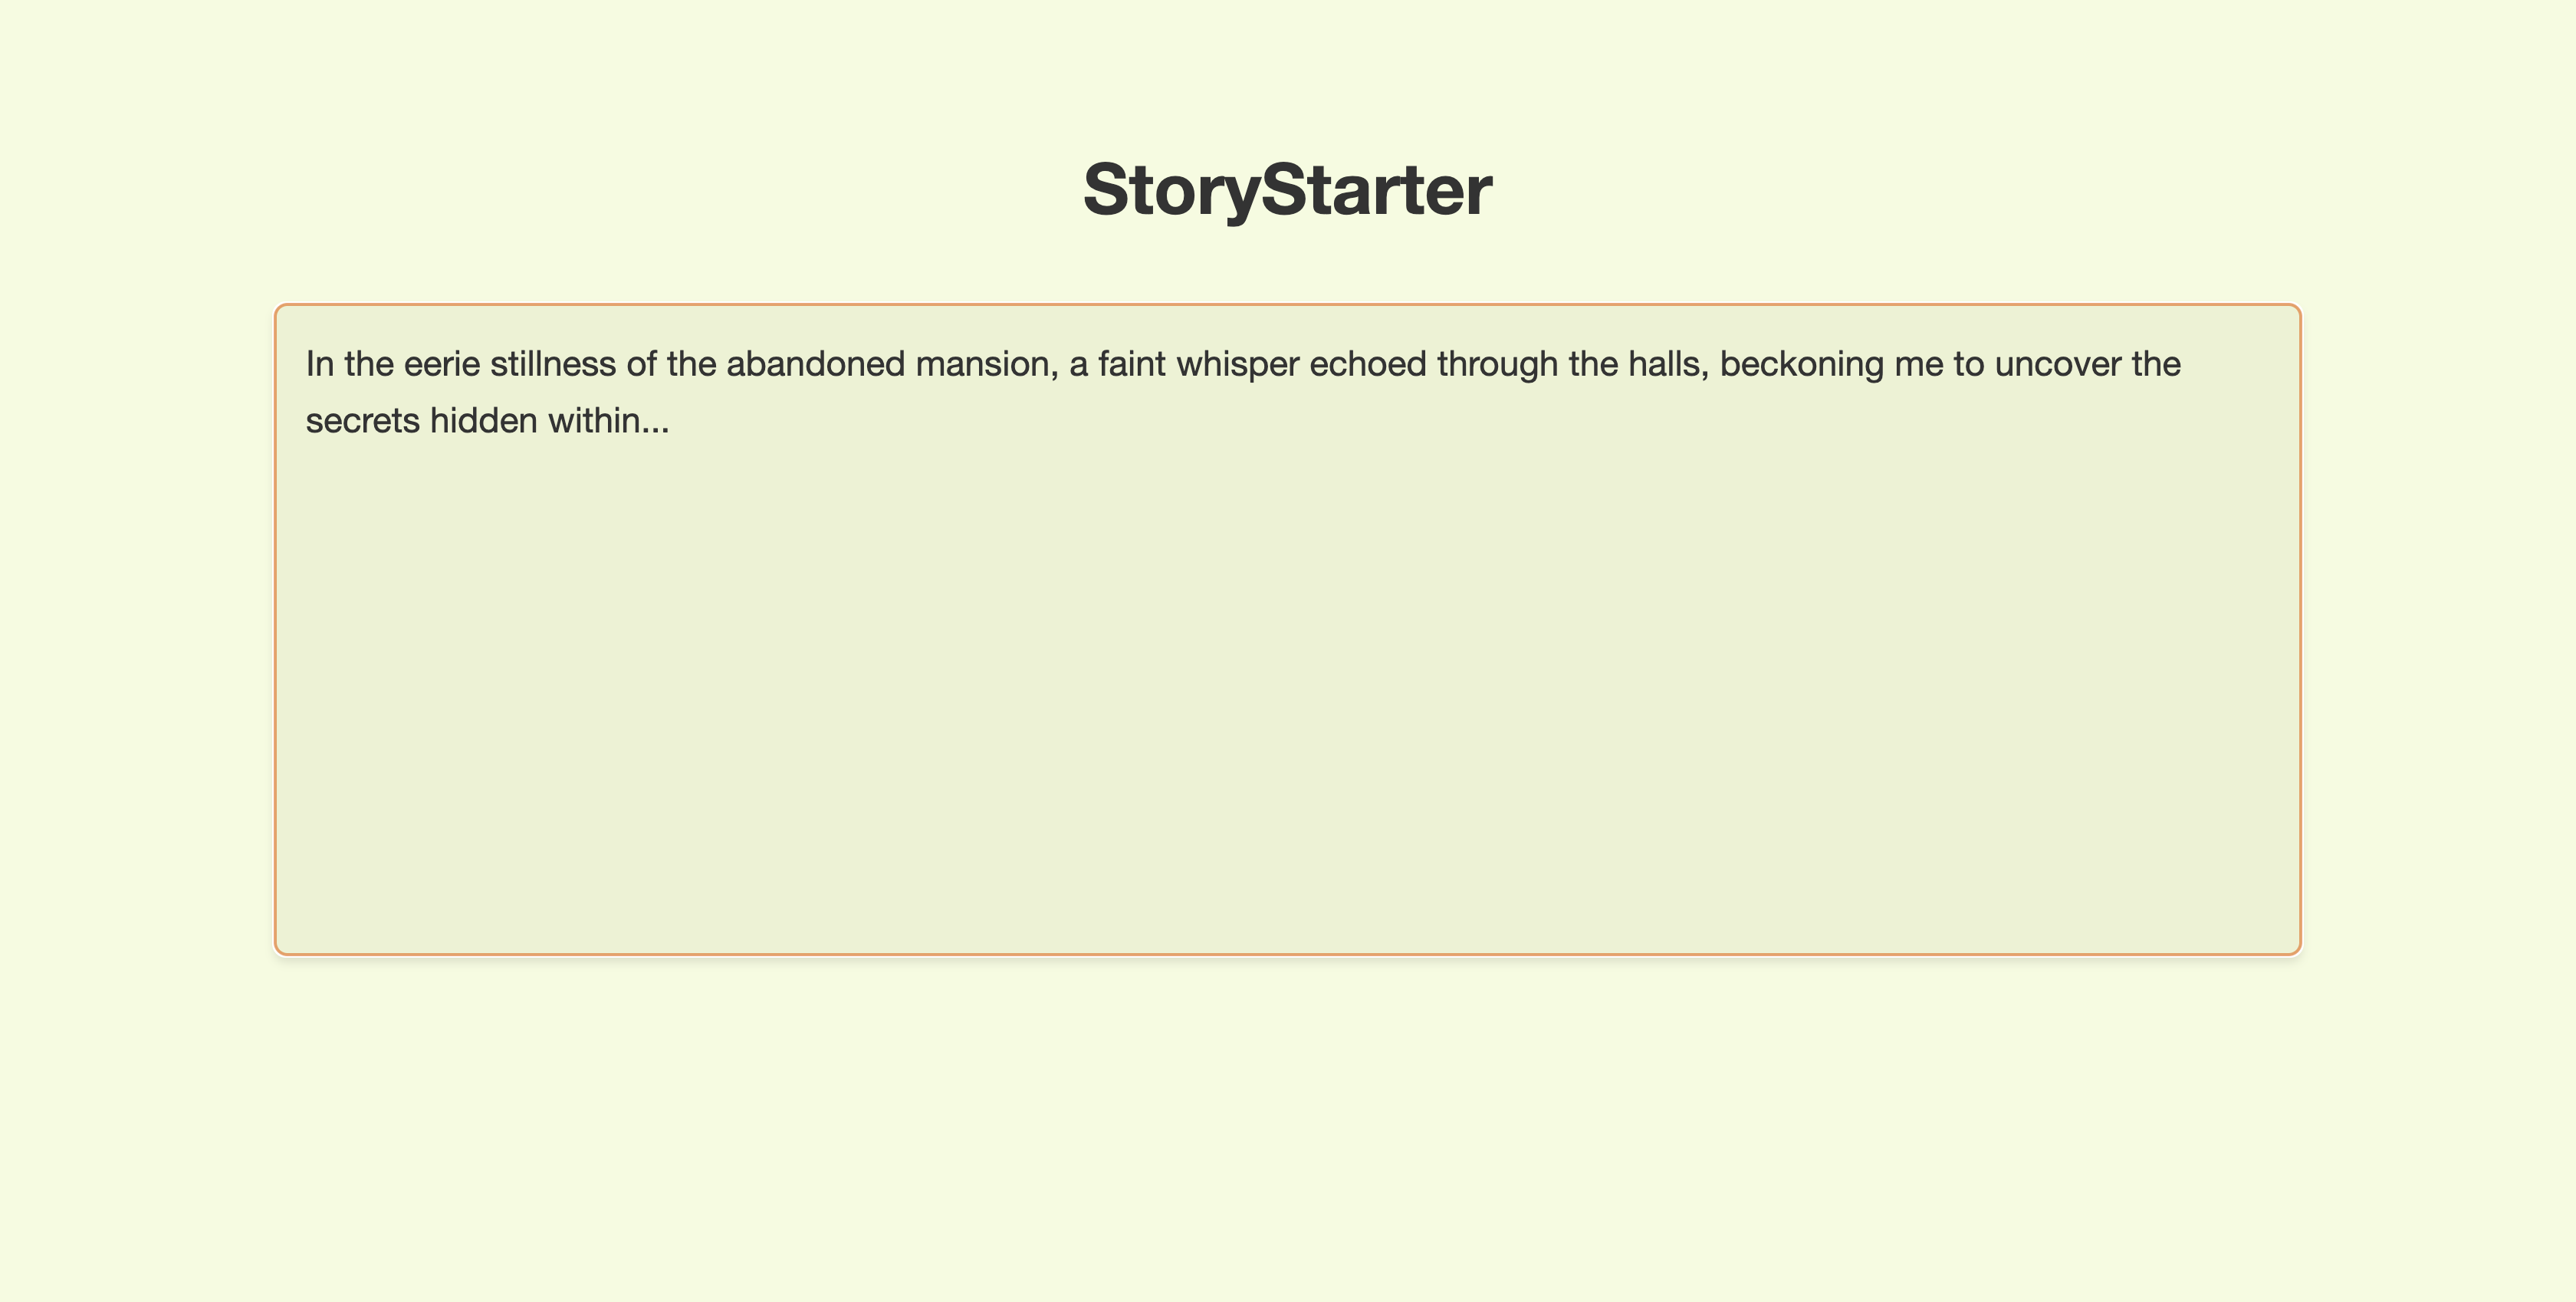 StoryStarter
In the eerie stillness of the abandoned mansion, a faint whisper echoed through the halls, beckoning me to uncover the
secrets hidden within...